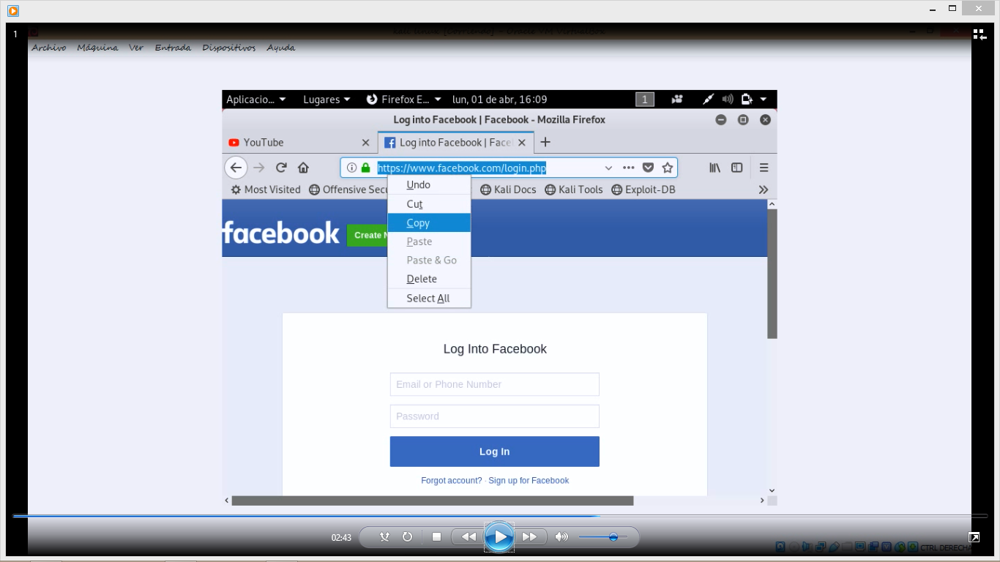 1
Archivo Máquina Ver Entrada Dispositivos Ayuda
Aplicacio... Lugares Firefox E... lun, 01 de abr, 16:09 1
Log into Facebook | Facebook - Mozilla Firefox
YouTube Log into Facebook | Face
https://www.facebook.com/login.php
Most Visited Offensive Secu Kali Docs Kali Tools Exploit-DB
Undo
Cut
Copy
Paste
Paste & Go
Delete
Select All
facebook Create N
Log Into Facebook
Email or Phone Number
Password
Log In
Forgot account? · Sign up for Facebook
02:43
CTRL DERECHA